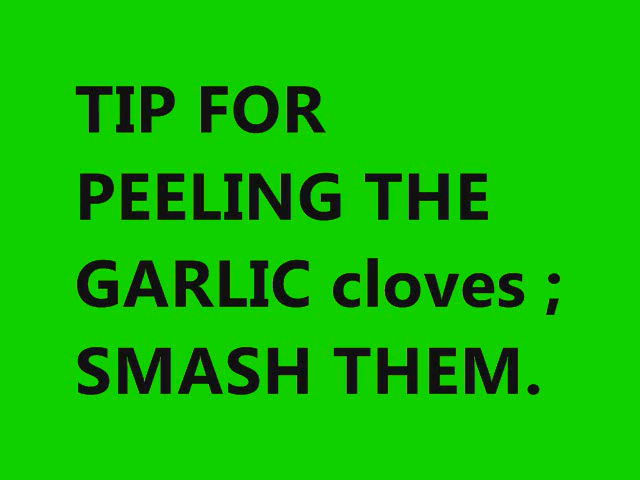 TIP FOR
PEELING THE
GARLIC cloves ;
SMASH THEM.